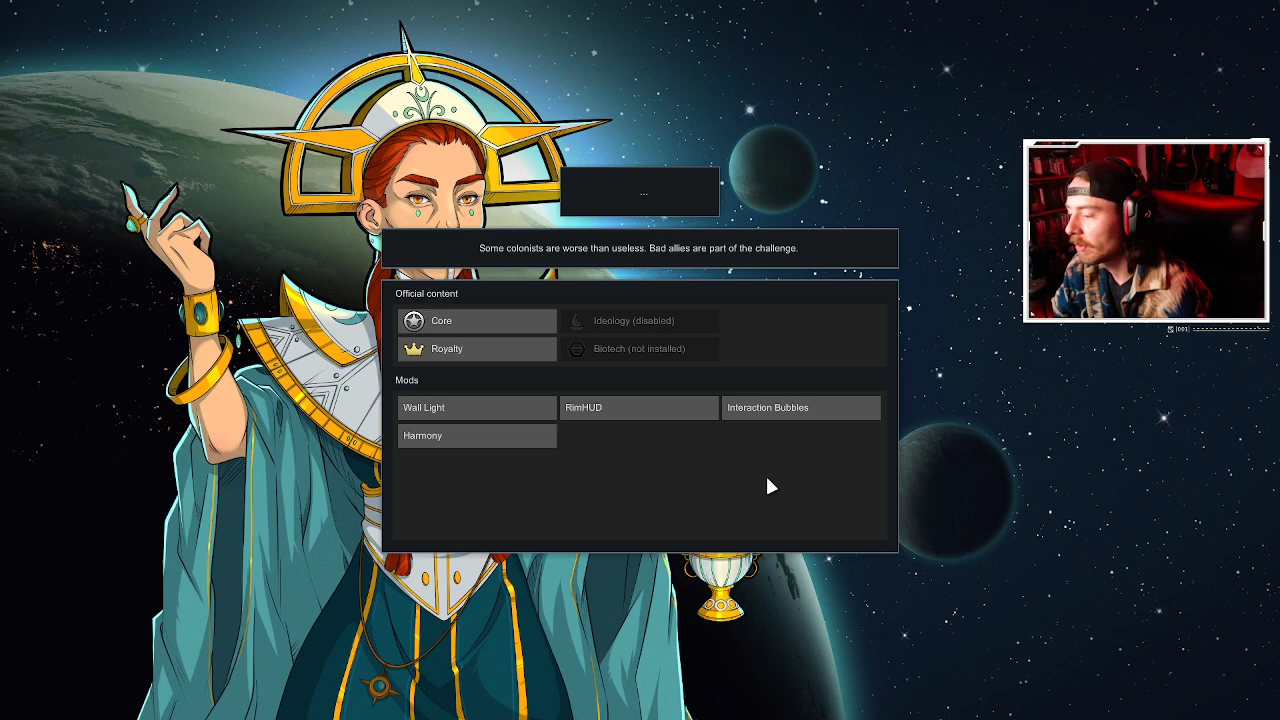 ...
Some colonists are worse than useless. Bad allies are part of the challenge.
Official content
Core
Ideology (disabled)
Royalty
Biotech (not installed)
Mods
Wall Light
RimHUD
Interaction Bubbles
Harmony
[001]